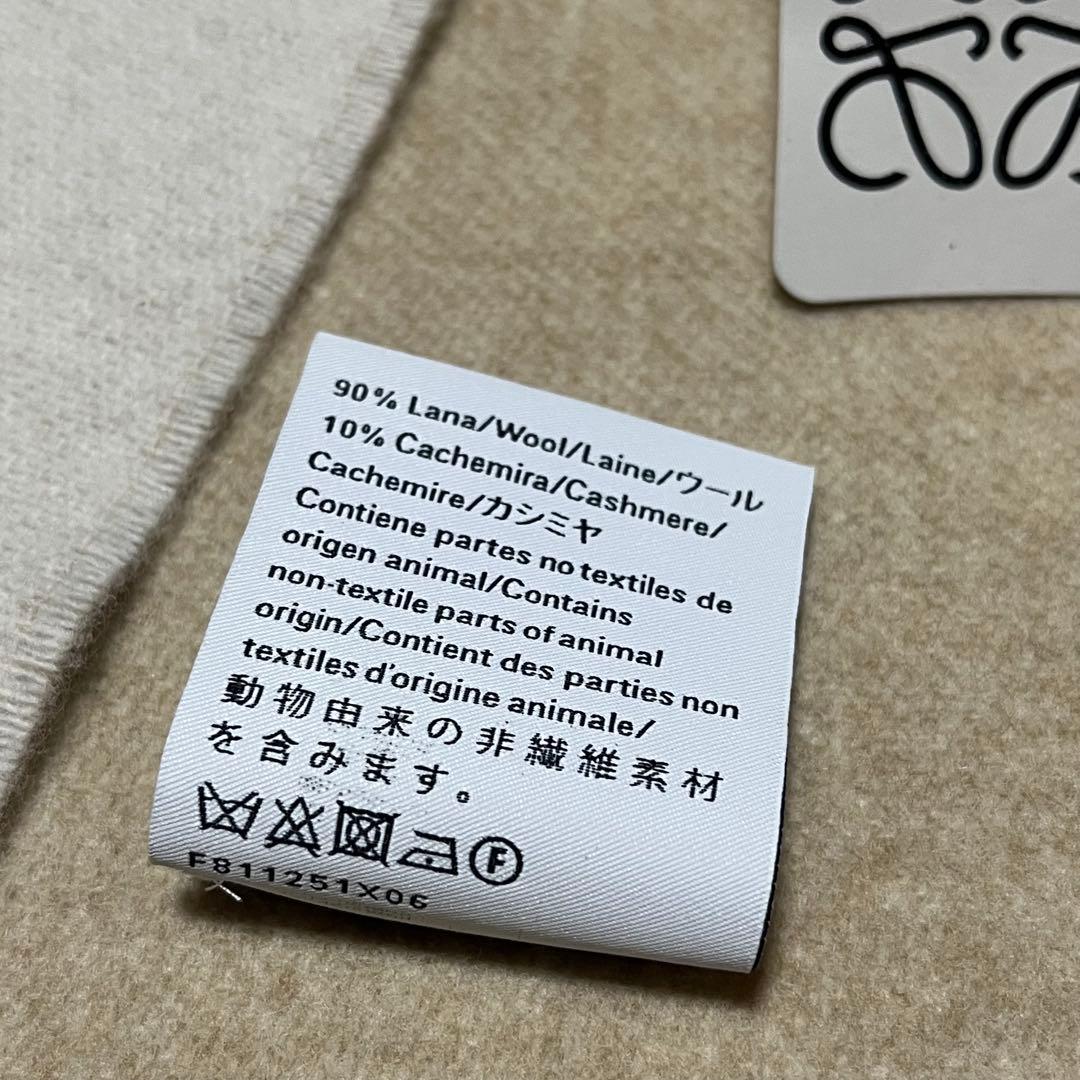 90% Lana/Wool/Laine/ウール
10% Cachemira/Cashmere/
Cachemire/カシミヤ
Contiene partes no textiles de
origen animal/Contains
non-textile parts of animal
origin/Contient des parties non
textiles d'origine animale/
動物由来の非繊維素材
を含みます。
F
F811251X06